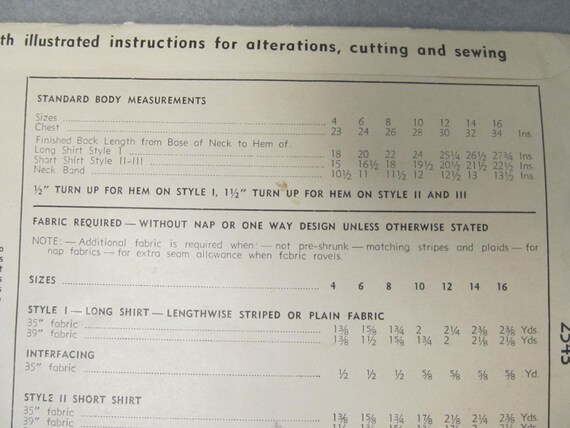 th illustrated instructions for alterations, cutting and sewing
STANDARD BODY MEASUREMENTS
Sizes 4 6 8 10 12 14 16
Chest 23 24 26 28 30 32 34 Ins.
Finished Back Length from Base of Neck to Hem of
Long Shirt Style I 18 20 22 24 25¼ 26½ 27¾ Ins.
Short Shirt Style II-III 15 16½ 18 19½ 20½ 21½ 22½ Ins.
Neck Band 10½ 11 11½ 12 12½ 13 13½ Ins.
½" TURN UP FOR HEM ON STYLE I, 1½" TURN UP FOR HEM ON STYLE II AND III
FABRIC REQUIRED — WITHOUT NAP OR ONE WAY DESIGN UNLESS OTHERWISE STATED
NOTE: — Additional fabric is required when: — not pre-shrunk — matching stripes and plaids — for
nap fabrics — for extra seam allowance when fabric ravels.
SIZES 4 6 8 10 12 14 16
STYLE I — LONG SHIRT — LENGTHWISE STRIPED OR PLAIN FABRIC
35" fabric 1⅜ 1⅝ 1¾ 2 2¼ 2⅜ 2⅜ Yds.
39" fabric 1⅜ 1½ 1⅝ 1¾ 2 2⅛ 2⅛ Yds.
INTERFACING
35" fabric ½ ½ ½ ⅝ ⅝ ⅝ ⅝ Yd.
STYLE II SHORT SHIRT
35" fabric 1⅜ 1⅝ 1¾ 1⅞ 2⅛ 2¼ 2⅜ Yds.
39" fabric
2545